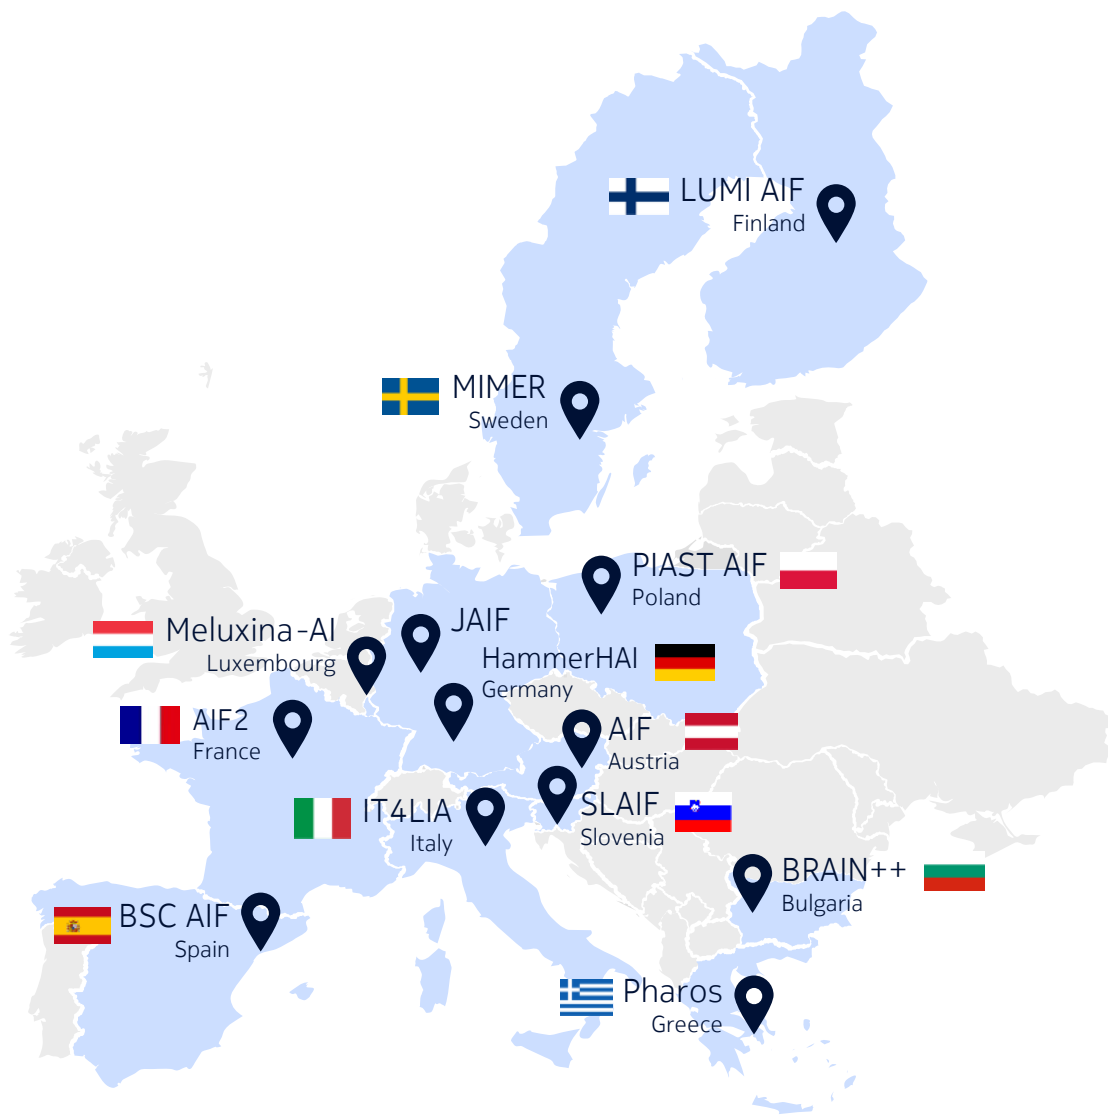 LUMI AIF
Finland
MIMER
Sweden
PIAST AIF
Poland
JAIF
Meluxina-AI
Luxembourg
HammerHAI
Germany
AIF2
France
AIF
Austria
IT4LIA
Italy
SLAIF
Slovenia
BRAIN++
Bulgaria
BSC AIF
Spain
Pharos
Greece